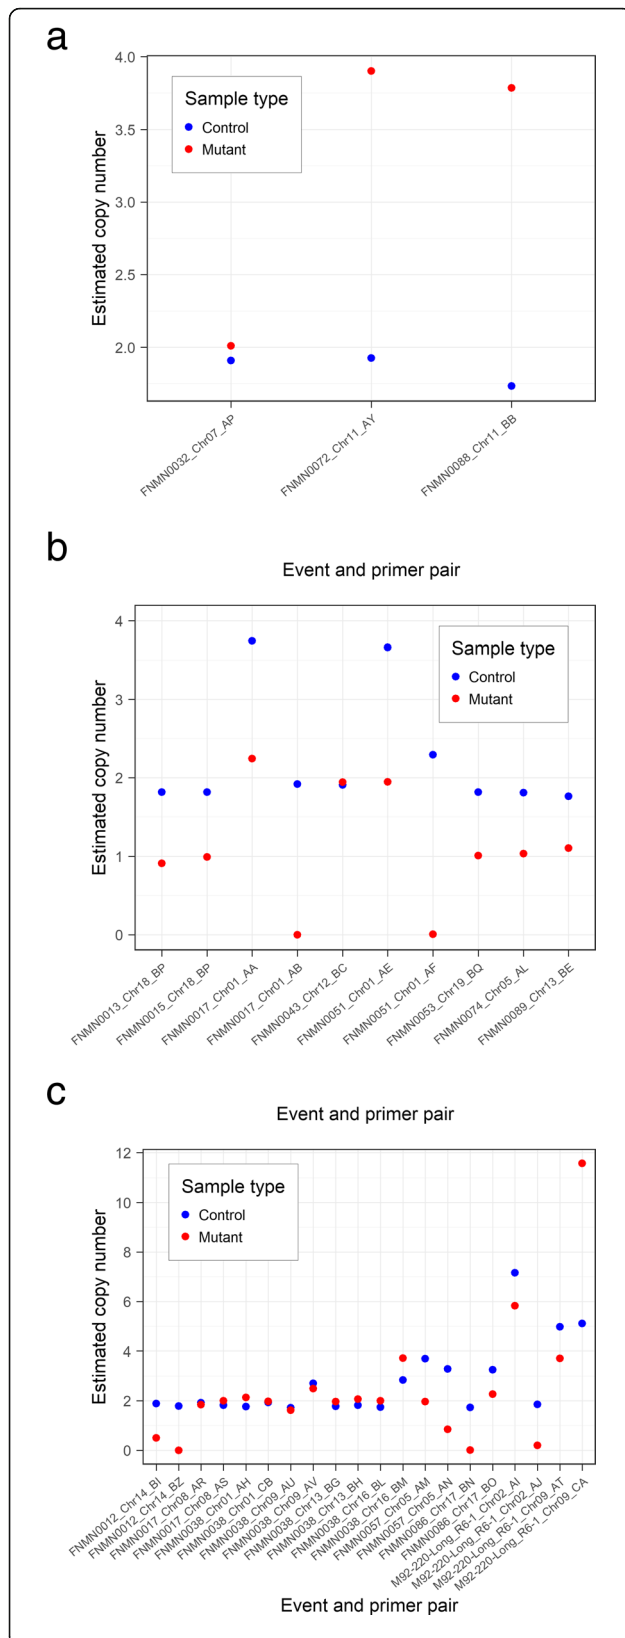 a
4.0
3.5
3.0
2.5
2.0
Estimated copy number
Sample type
Control
Mutant
FNMN0032_Chr07_AP
FNMN0072_Chr11_AY
FNMN0088_Chr11_BB
Event and primer pair
b
4
3
2
1
0
Estimated copy number
Sample type
Control
Mutant
FNMN0013_Chr18_BP
FNMN0015_Chr18_BP
FNMN0017_Chr01_AA
FNMN0017_Chr01_AB
FNMN0043_Chr12_BC
FNMN0051_Chr01_AE
FNMN0051_Chr01_AF
FNMN0053_Chr19_BQ
FNMN0074_Chr05_AL
FNMN0089_Chr13_BE
Event and primer pair
c
12
10
8
6
4
2
0
Estimated copy number
Sample type
Control
Mutant
FNMN0012_Chr14_BI
FNMN0012_Chr14_BZ
FNMN0017_Chr08_AR
FNMN0017_Chr08_AS
FNMN0038_Chr01_AH
FNMN0038_Chr01_CB
FNMN0038_Chr09_AU
FNMN0038_Chr09_AV
FNMN0038_Chr13_BG
FNMN0038_Chr13_BH
FNMN0038_Chr16_BL
FNMN0038_Chr16_BM
FNMN0057_Chr05_AM
FNMN0057_Chr05_AN
FNMN0086_Chr17_BN
FNMN0086_Chr17_BO
M92-220-Long_R6-1_Chr02_AI
M92-220-Long_R6-1_Chr02_AJ
M92-220-Long_R6-1_Chr09_AT
M92-220-Long_R6-1_Chr09_CA
Event and primer pair